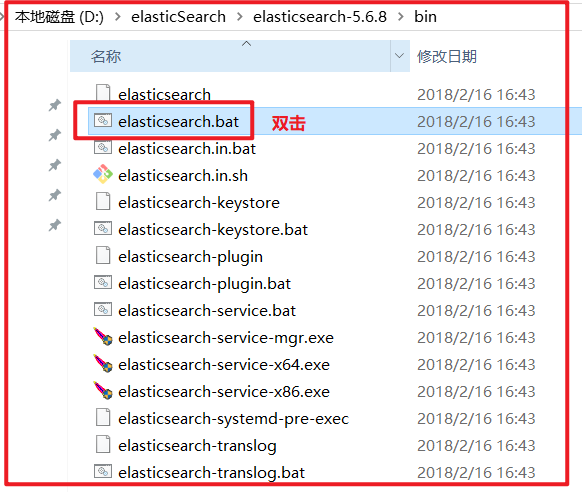 本地磁盘 (D:) > elasticSearch > elasticsearch-5.6.8 > bin
名称 修改日期
elasticsearch 2018/2/16 16:43
elasticsearch.bat 双击 2018/2/16 16:43
elasticsearch.in.bat 2018/2/16 16:43
elasticsearch.in.sh 2018/2/16 16:43
elasticsearch-keystore 2018/2/16 16:43
elasticsearch-keystore.bat 2018/2/16 16:43
elasticsearch-plugin 2018/2/16 16:43
elasticsearch-plugin.bat 2018/2/16 16:43
elasticsearch-service.bat 2018/2/16 16:43
elasticsearch-service-mgr.exe 2018/2/16 16:43
elasticsearch-service-x64.exe 2018/2/16 16:43
elasticsearch-service-x86.exe 2018/2/16 16:43
elasticsearch-systemd-pre-exec 2018/2/16 16:43
elasticsearch-translog 2018/2/16 16:43
elasticsearch-translog.bat 2018/2/16 16:43